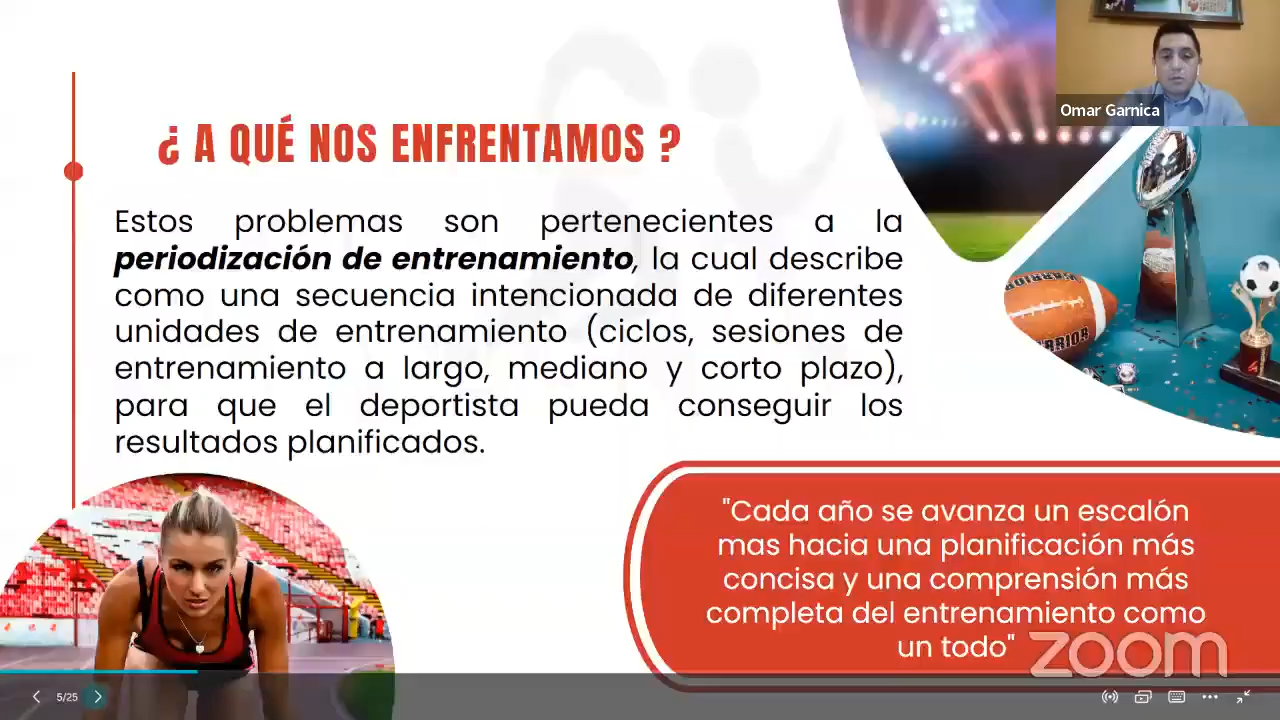 Omar Garnica
¿ A QUÉ NOS ENFRENTAMOS ?
Estos problemas son pertenecientes a la
periodización de entrenamiento, la cual describe
como una secuencia intencionada de diferentes
unidades de entrenamiento (ciclos, sesiones de
entrenamiento a largo, mediano y corto plazo),
para que el deportista pueda conseguir los
resultados planificados.
WARRIOR
"Cada año se avanza un escalón
mas hacia una planificación más
concisa y una comprensión más
completa del entrenamiento como
un todo"
zoom
5/25